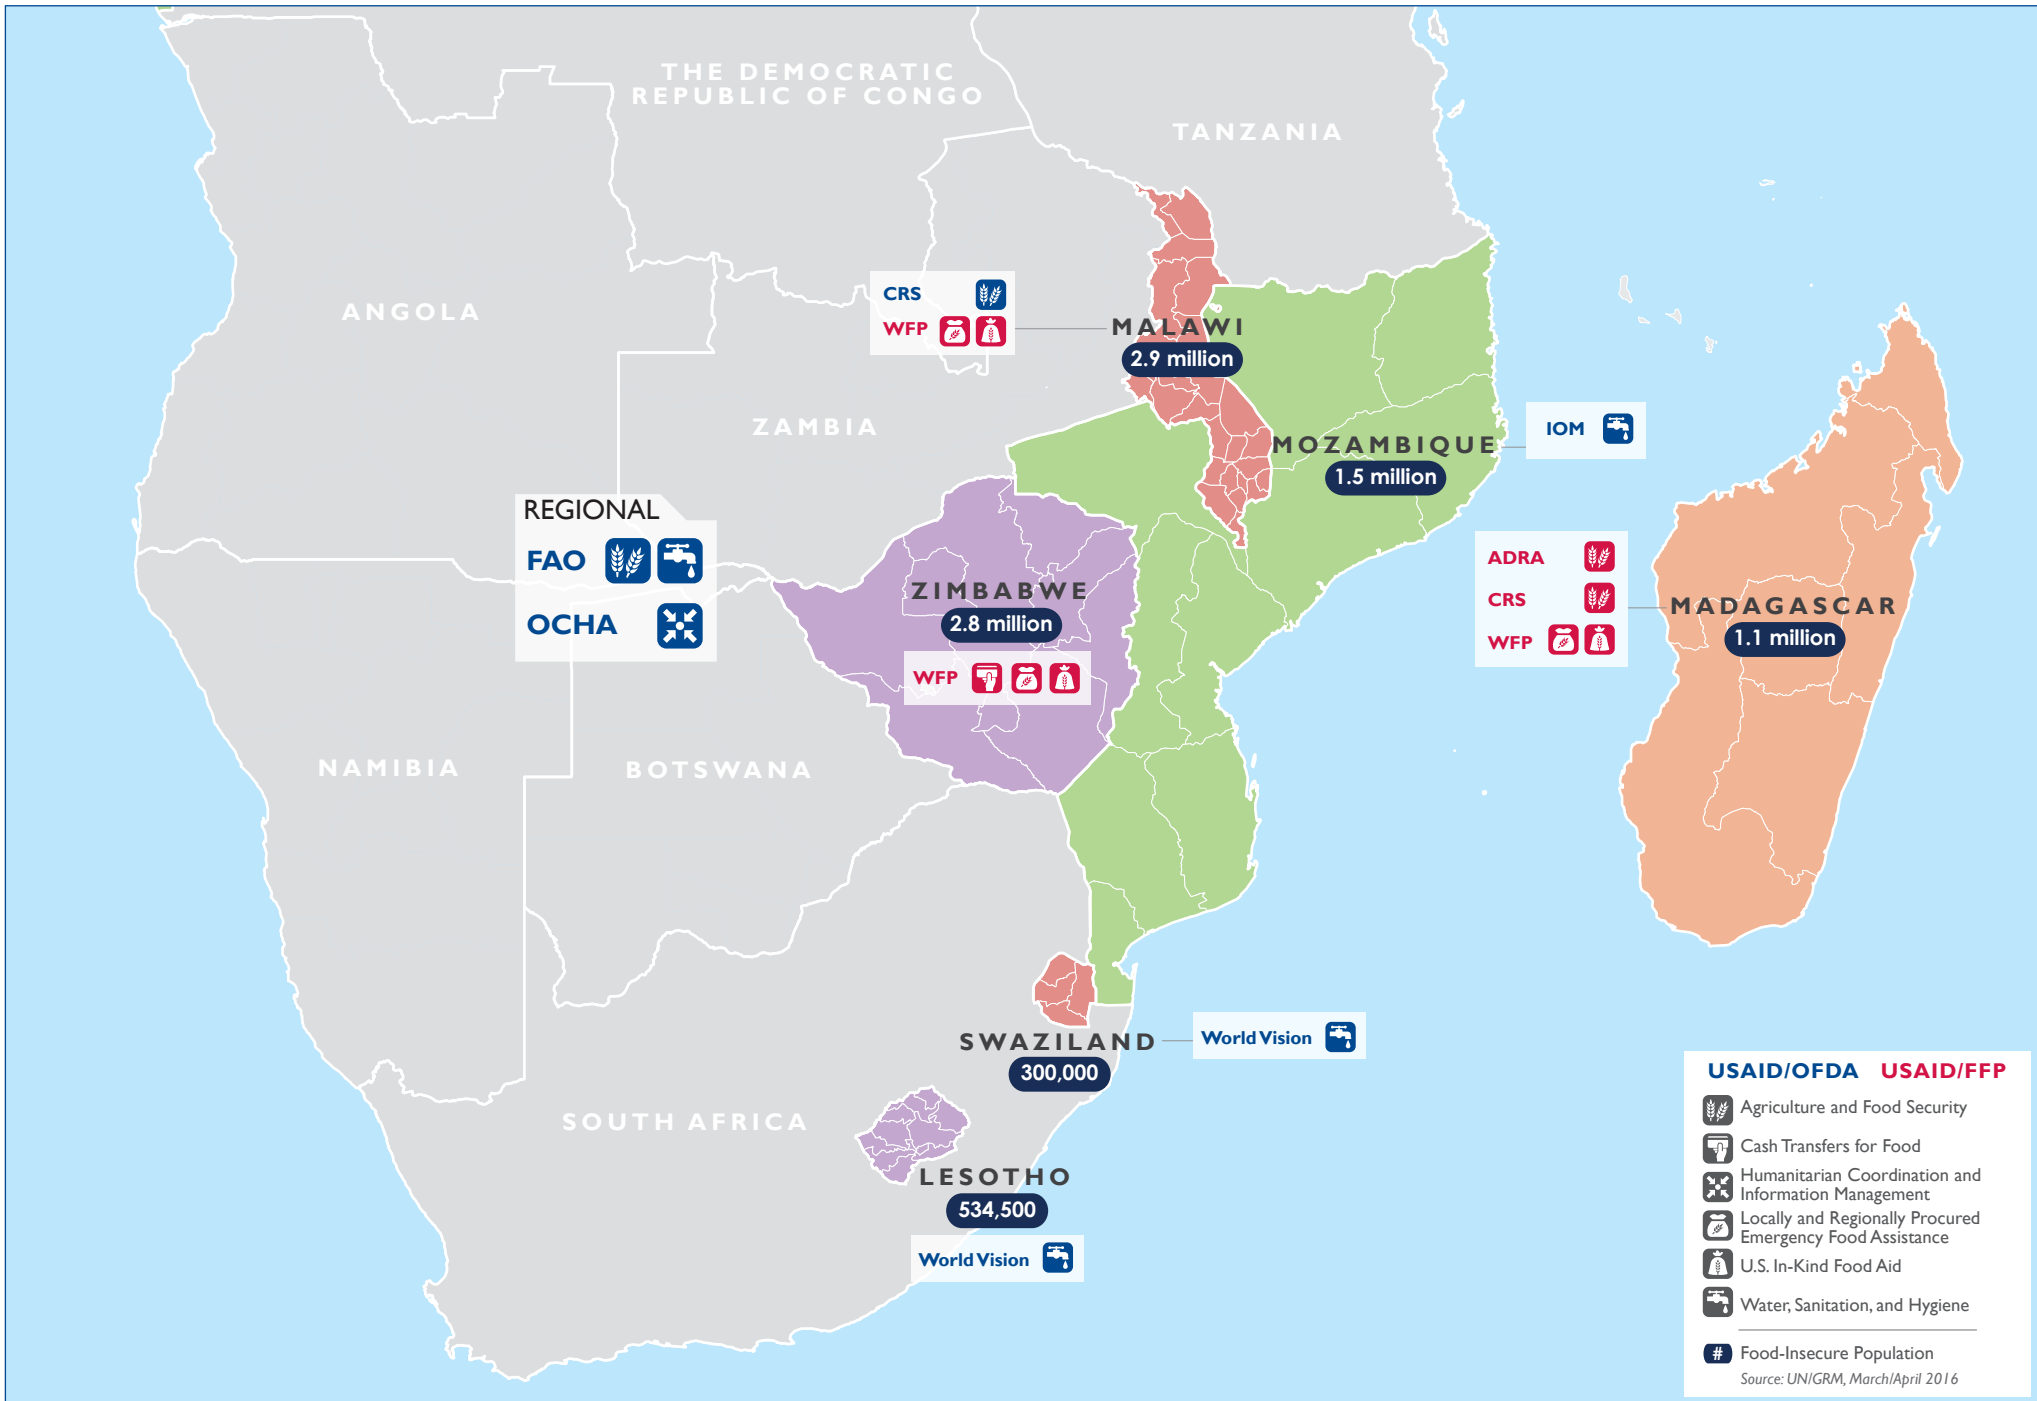 THE DEMOCRATIC
REPUBLIC OF CONGO
TANZANIA
ANGOLA
CRS
WFP
MALAWI
2.9 million
ZAMBIA
MOZAMBIQUE
1.5 million
IOM
REGIONAL
FAO
OCHA
ZIMBABWE
2.8 million
WFP
ADRA
CRS
WFP
MADAGASCAR
1.1 million
NAMIBIA
BOTSWANA
SWAZILAND
300,000
World Vision
SOUTH AFRICA
LESOTHO
534,500
World Vision
USAID/OFDA USAID/FFP
Agriculture and Food Security
Cash Transfers for Food
Humanitarian Coordination and
Information Management
Locally and Regionally Procured
Emergency Food Assistance
U.S. In-Kind Food Aid
Water, Sanitation, and Hygiene
# Food-Insecure Population
Source: UN/GRM, March/April 2016